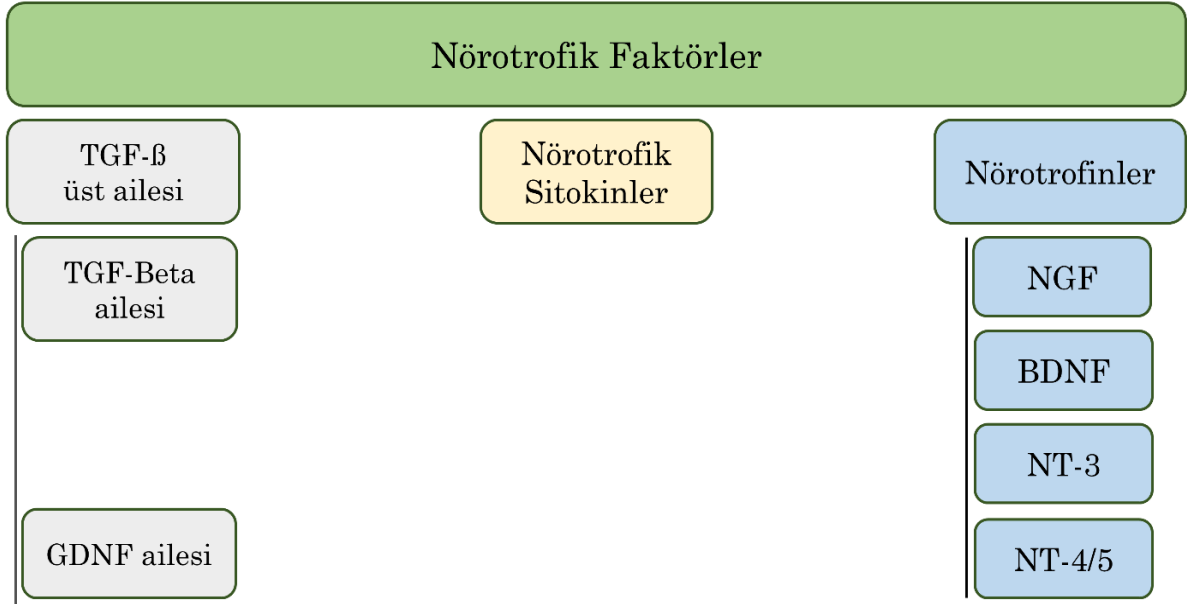 Nörotrofik Faktörler
TGF-ß
üst ailesi
Nörotrofik
Sitokinler
Nörotrofinler
TGF-Beta
ailesi
GDNF ailesi
NGF
BDNF
NT-3
NT-4/5